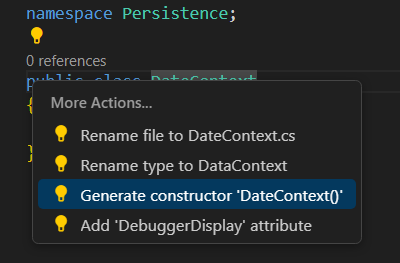 namespace Persistence;
0 references
public class DateContext
{
More Actions...
Rename file to DateContext.cs
Rename type to DataContext
Generate constructor 'DateContext()'
Add 'DebuggerDisplay' attribute
}